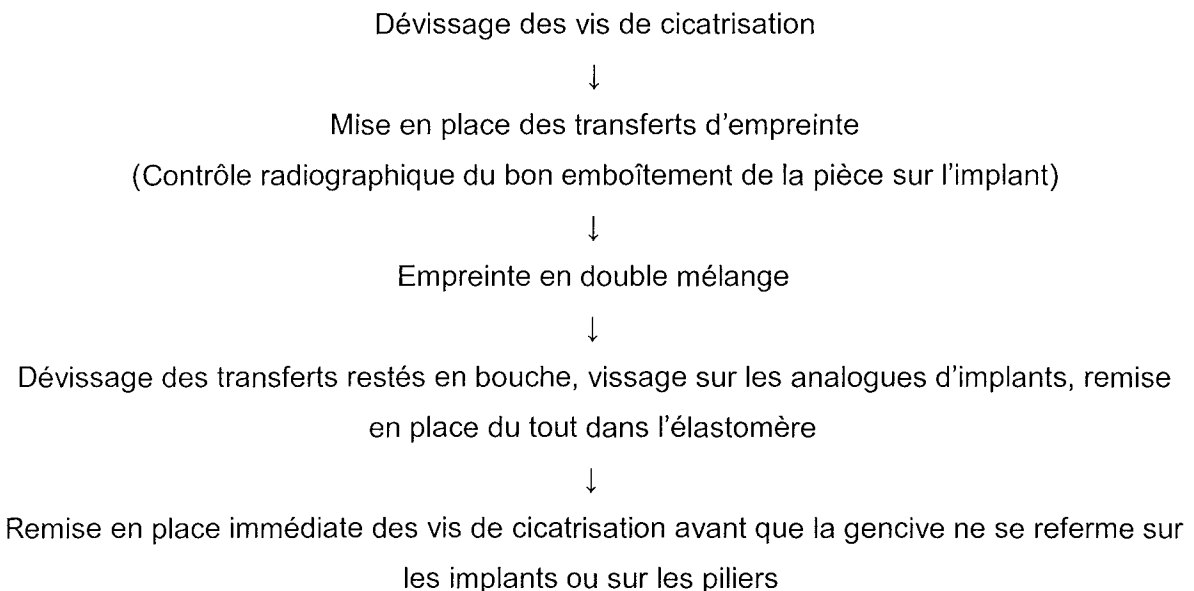 Dévissage des vis de cicatrisation
↓
Mise en place des transferts d'empreinte
(Contrôle radiographique du bon emboîtement de la pièce sur l'implant)
↓
Empreinte en double mélange
↓
Dévissage des transferts restés en bouche, vissage sur les analogues d'implants, remise
en place du tout dans l'élastomère
↓
Remise en place immédiate des vis de cicatrisation avant que la gencive ne se referme sur
les implants ou sur les piliers